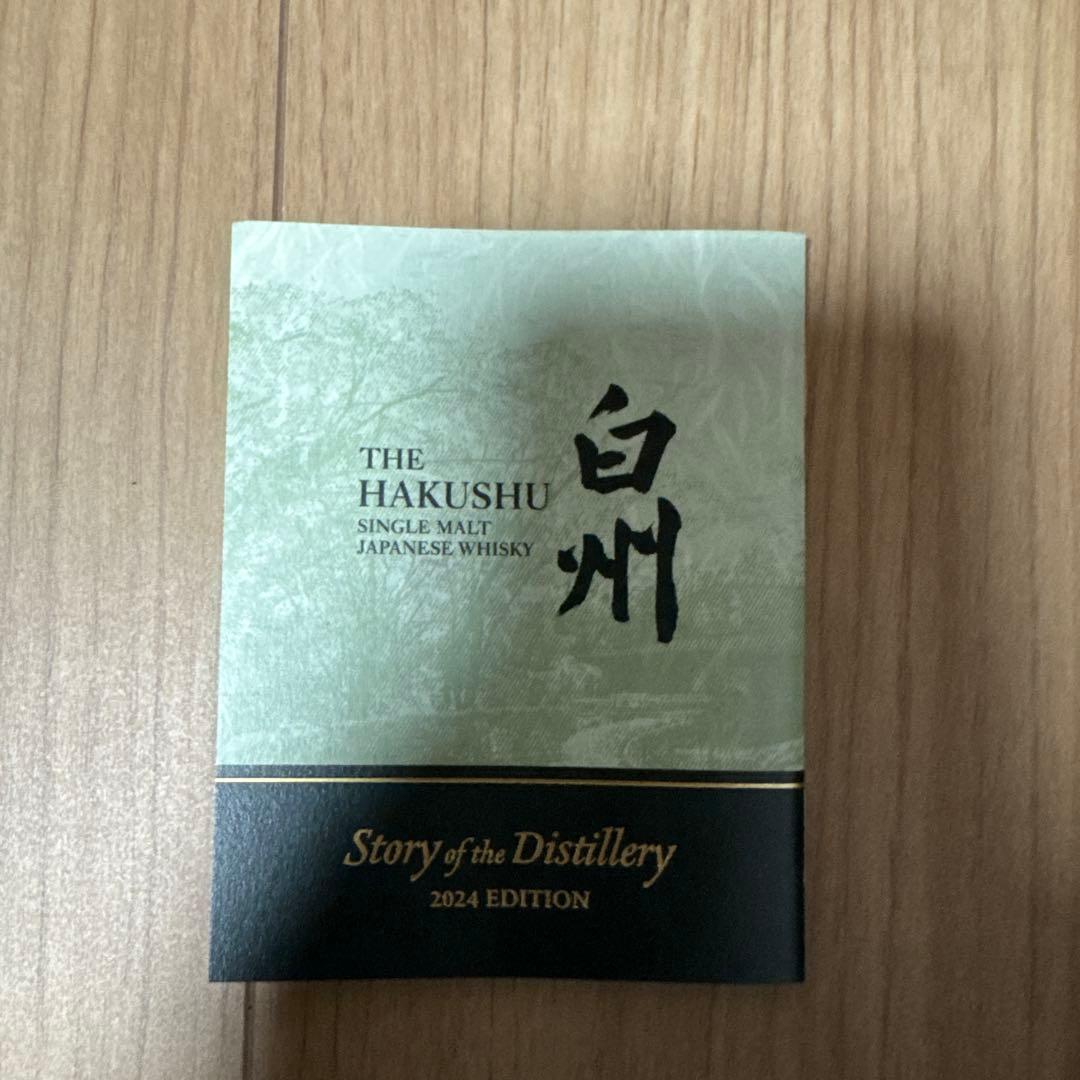 THE
HAKUSHU
SINGLE MALT
JAPANESE WHISKY
白州
Story of the Distillery
2024 EDITION